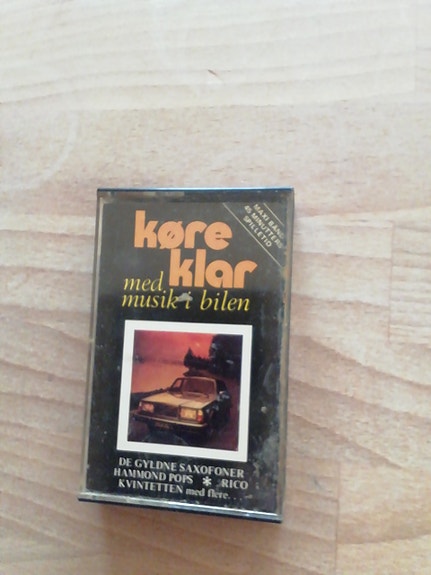 køre
klar
med
musik i bilen
MAXI BÅND
45 MINUTTERS
SPILLETID
DE GYLDNE SAXOFONER
HAMMOND POPS * RICO
KVINTETTEN med flere...